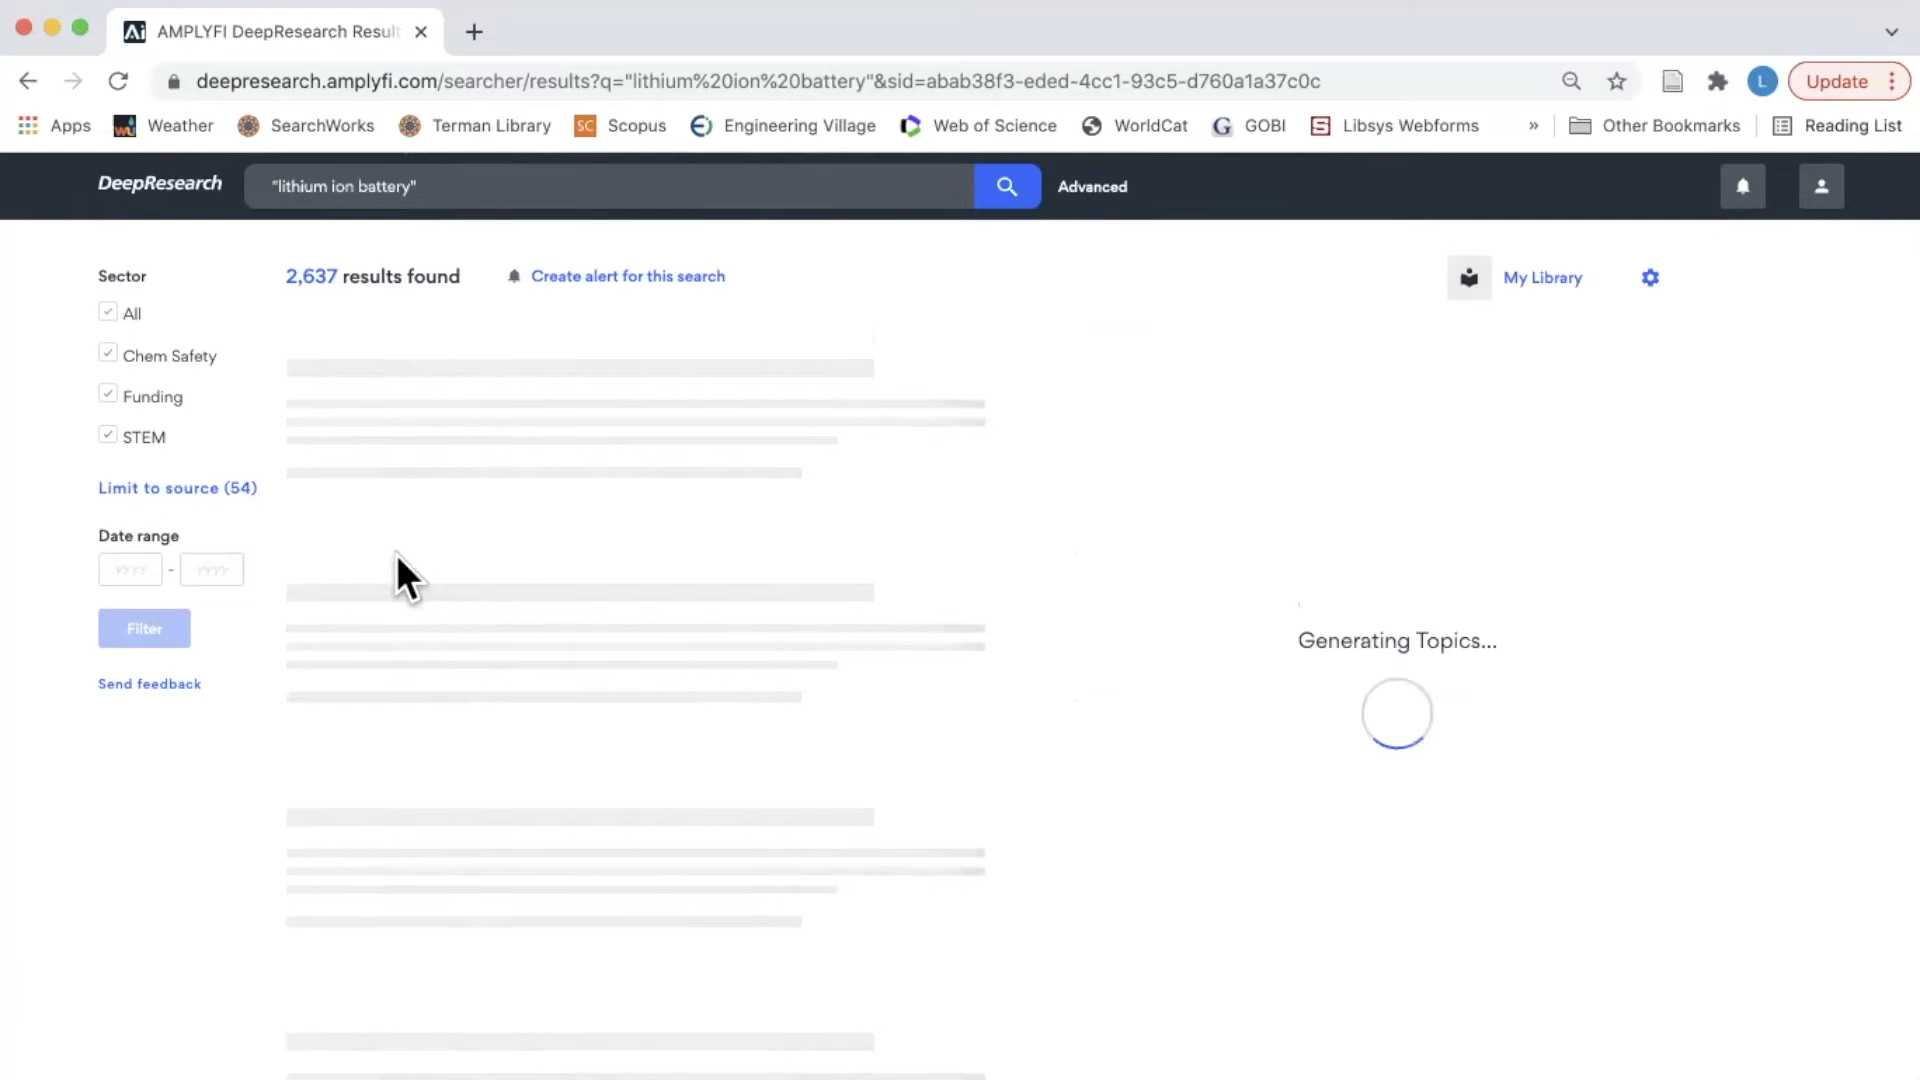 AMPLYFI DeepResearch Result
deepresearch.amplyfi.com/searcher/results?q="lithium%20ion%20battery"&sid=abab38f3-eded-4cc1-93c5-d760a1a37c0c
L
Update
Apps
Weather
SearchWorks
Terman Library
SC Scopus
Engineering Village
Web of Science
WorldCat
G GOBI
Libsys Webforms
»
Other Bookmarks
Reading List
DeepResearch
"lithium ion battery"
Advanced
Sector
2,637 results found
Create alert for this search
My Library
All
Chem Safety
Funding
STEM
Limit to source (54)
Date range
YYYY - YYYY
Filter
Send feedback
Generating Topics...